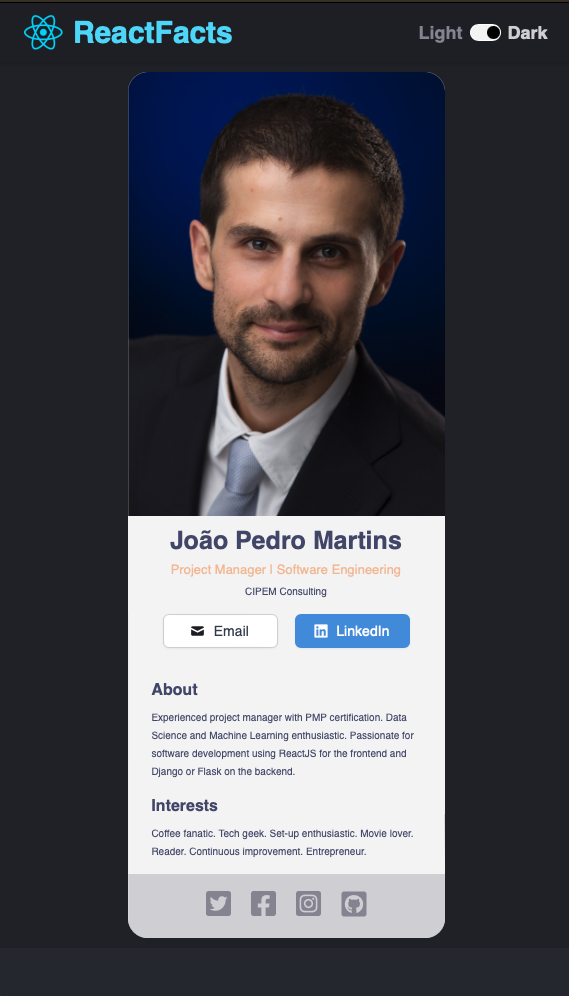 ReactFacts
Light Dark
João Pedro Martins
Project Manager | Software Engineering
CIPEM Consulting
Email LinkedIn
About
Experienced project manager with PMP certification. Data
Science and Machine Learning enthusiastic. Passionate for
software development using ReactJS for the frontend and
Django or Flask on the backend.
Interests
Coffee fanatic. Tech geek. Set-up enthusiastic. Movie lover.
Reader. Continuous improvement. Entrepreneur.